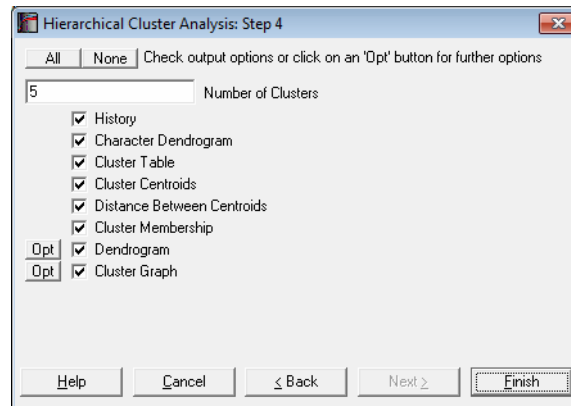 Hierarchical Cluster Analysis: Step 4
All None Check output options or click on an 'Opt' button for further options
5 Number of Clusters
History
Character Dendrogram
Cluster Table
Cluster Centroids
Distance Between Centroids
Cluster Membership
Opt Dendrogram
Opt Cluster Graph
Help Cancel < Back Next > Finish